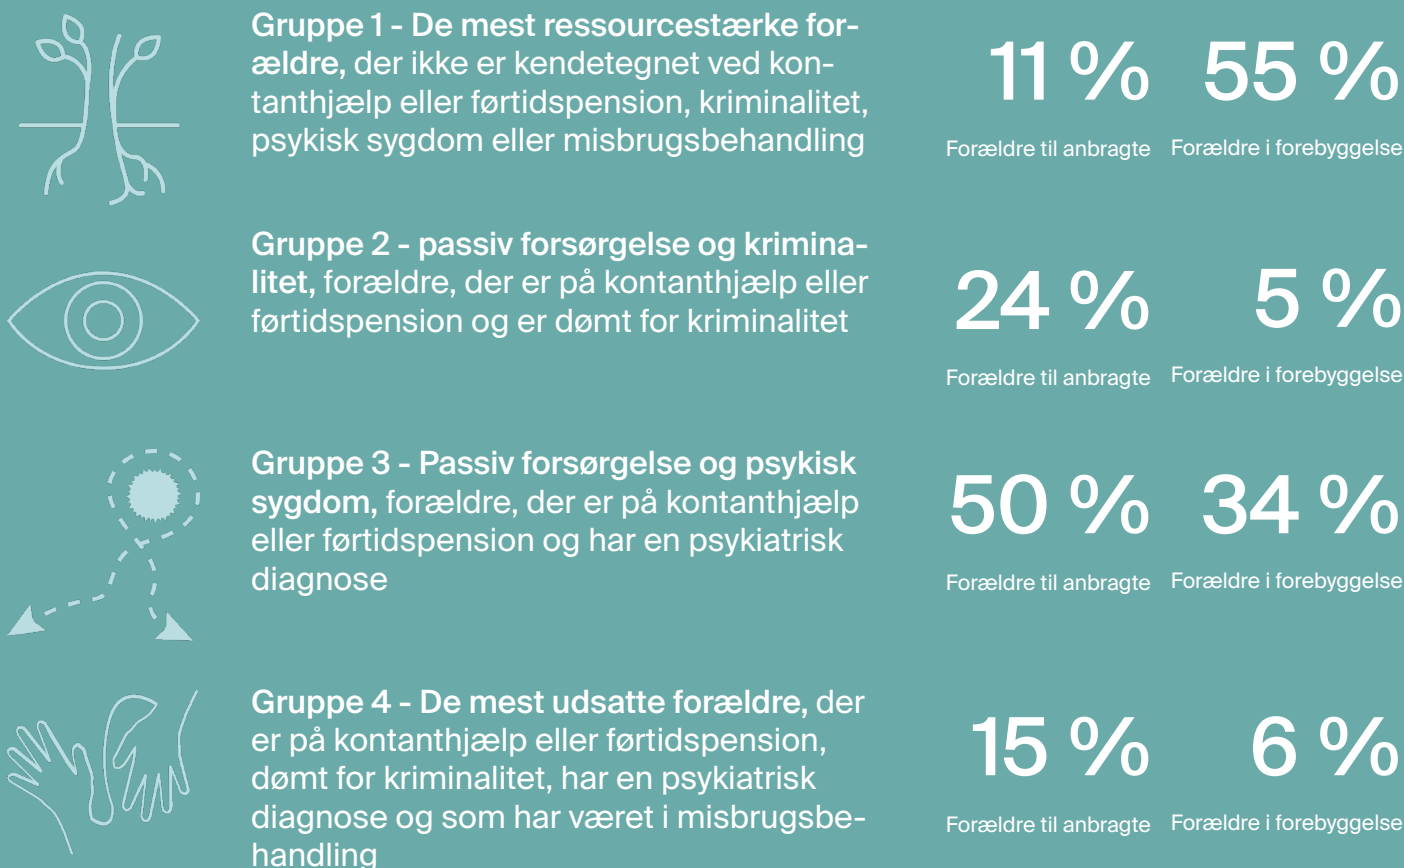 Gruppe 1 - De mest ressourcestærke for-
ældre, der ikke er kendetegnet ved kon-
tanthjælp eller førtidspension, kriminalitet,
psykisk sygdom eller misbrugsbehandling
11 % 55 %
Forældre til anbragte Forældre i forebyggelse
Gruppe 2 - passiv forsørgelse og krimina-
litet, forældre, der er på kontanthjælp eller
førtidspension og er dømt for kriminalitet
24 % 5 %
Forældre til anbragte Forældre i forebyggelse
Gruppe 3 - Passiv forsørgelse og psykisk
sygdom, forældre, der er på kontanthjælp
eller førtidspension og har en psykiatrisk
diagnose
50 % 34 %
Forældre til anbragte Forældre i forebyggelse
Gruppe 4 - De mest udsatte forældre, der
er på kontanthjælp eller førtidspension,
dømt for kriminalitet, har en psykiatrisk
diagnose og som har været i misbrugsbe-
handling
15 % 6 %
Forældre til anbragte Forældre i forebyggelse